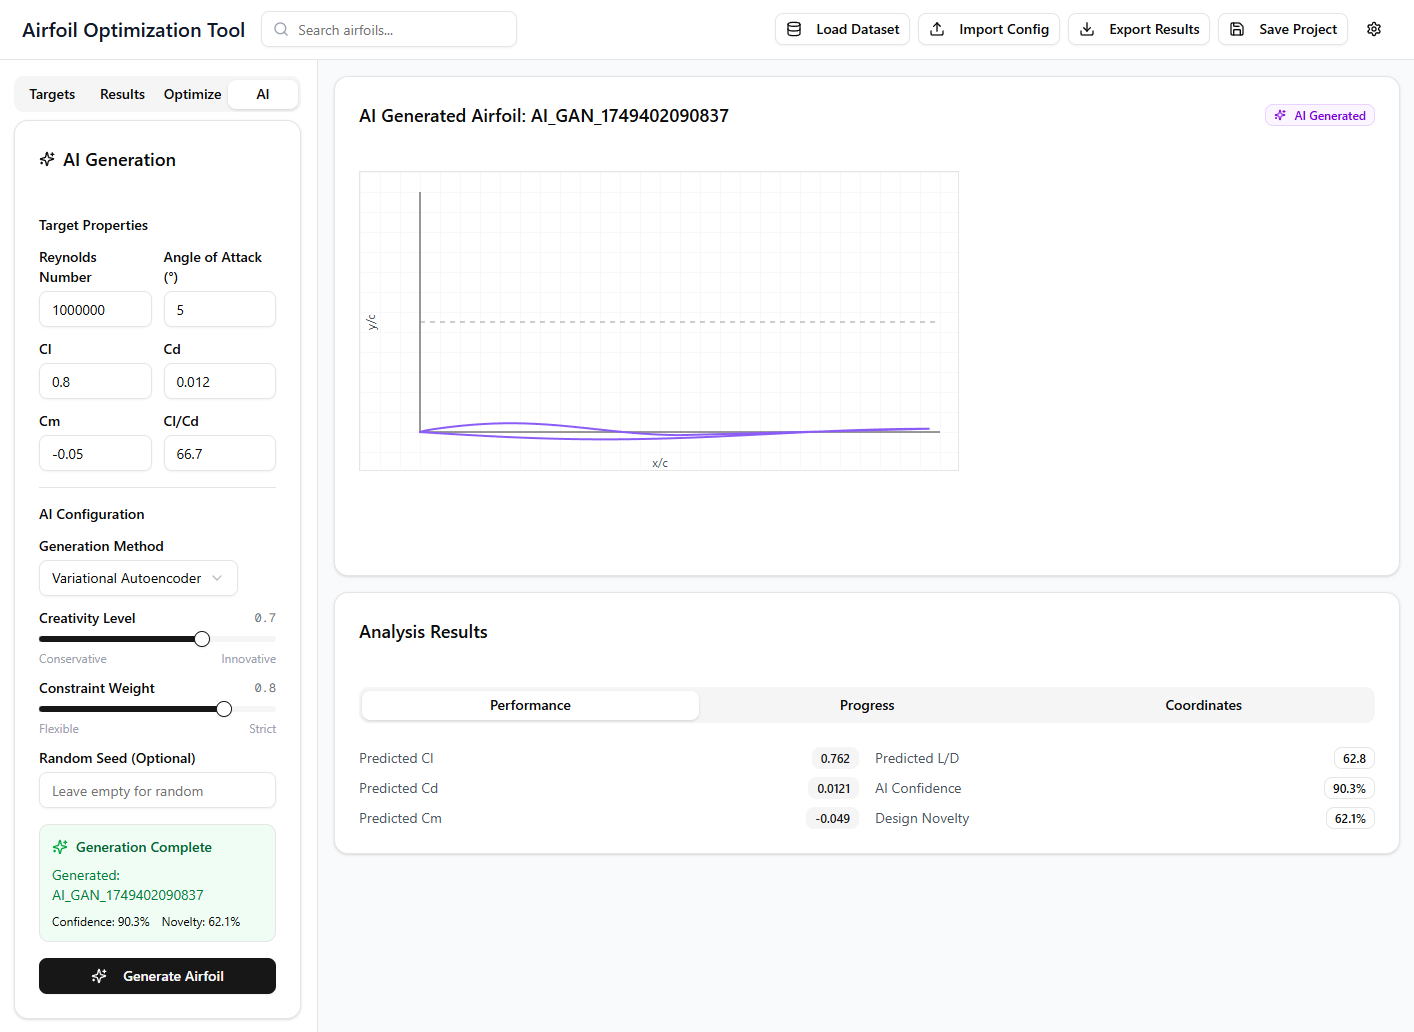 Airfoil Optimization Tool
Search airfoils...
Load Dataset
Import Config
Export Results
Save Project
Targets
Results
Optimize
AI
AI Generation
Target Properties
Reynolds
Number
Angle of Attack
(°)
1000000
5
Cl
Cd
0.8
0.012
Cm
Cl/Cd
-0.05
66.7
AI Configuration
Generation Method
Variational Autoencoder
Creativity Level
0.7
Conservative
Innovative
Constraint Weight
0.8
Flexible
Strict
Random Seed (Optional)
Leave empty for random
Generation Complete
Generated:
AI_GAN_1749402090837
Confidence: 90.3%
Novelty: 62.1%
Generate Airfoil
AI Generated Airfoil: AI_GAN_1749402090837
AI Generated
y/c
x/c
Analysis Results
Performance
Progress
Coordinates
Predicted Cl
0.762
Predicted L/D
62.8
Predicted Cd
0.0121
AI Confidence
90.3%
Predicted Cm
-0.049
Design Novelty
62.1%